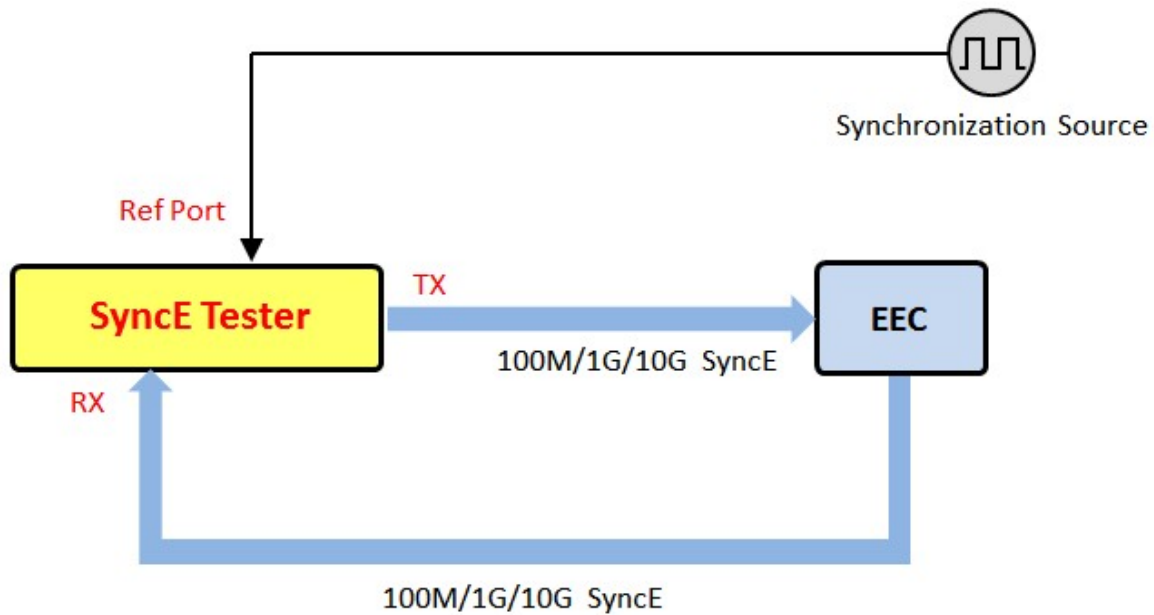 Synchronization Source
Ref Port
SyncE Tester
TX
EEC
100M/1G/10G SyncE
RX
100M/1G/10G SyncE